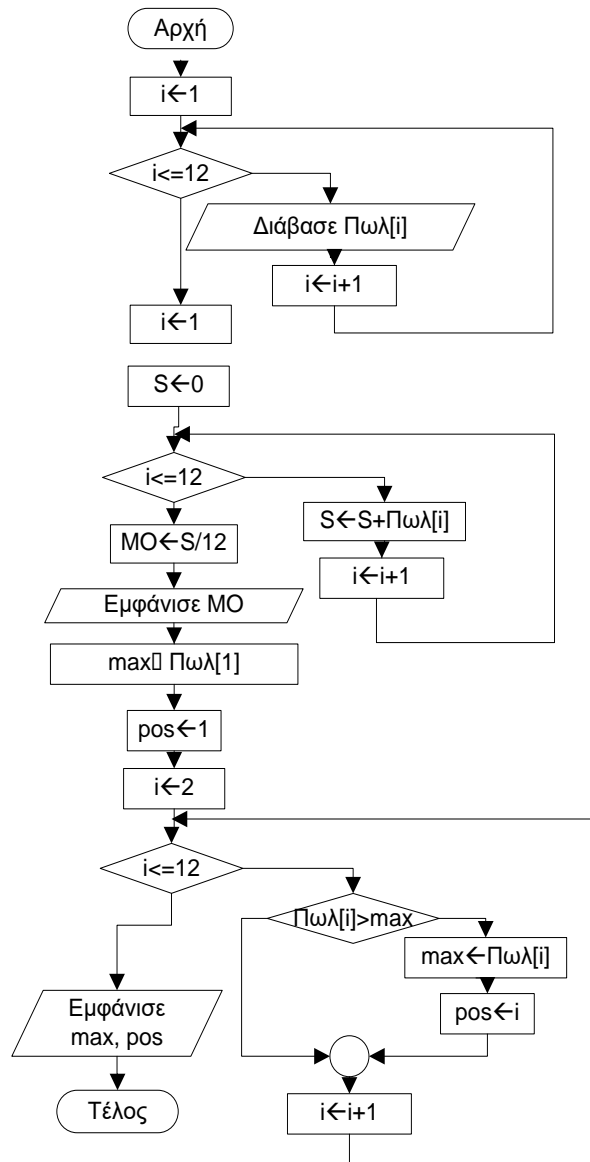 Αρχή
i←1
i<=12
Διάβασε Πωλ[i]
i←i+1
i←1
S←0
i<=12
S←S+Πωλ[i]
ΜΟ←S/12
i←i+1
Εμφάνισε ΜΟ
max▯ Πωλ[1]
pos←1
i←2
i<=12
Πωλ[i]>max
max←Πωλ[i]
pos←i
Εμφάνισε
max, pos
Τέλος
i←i+1